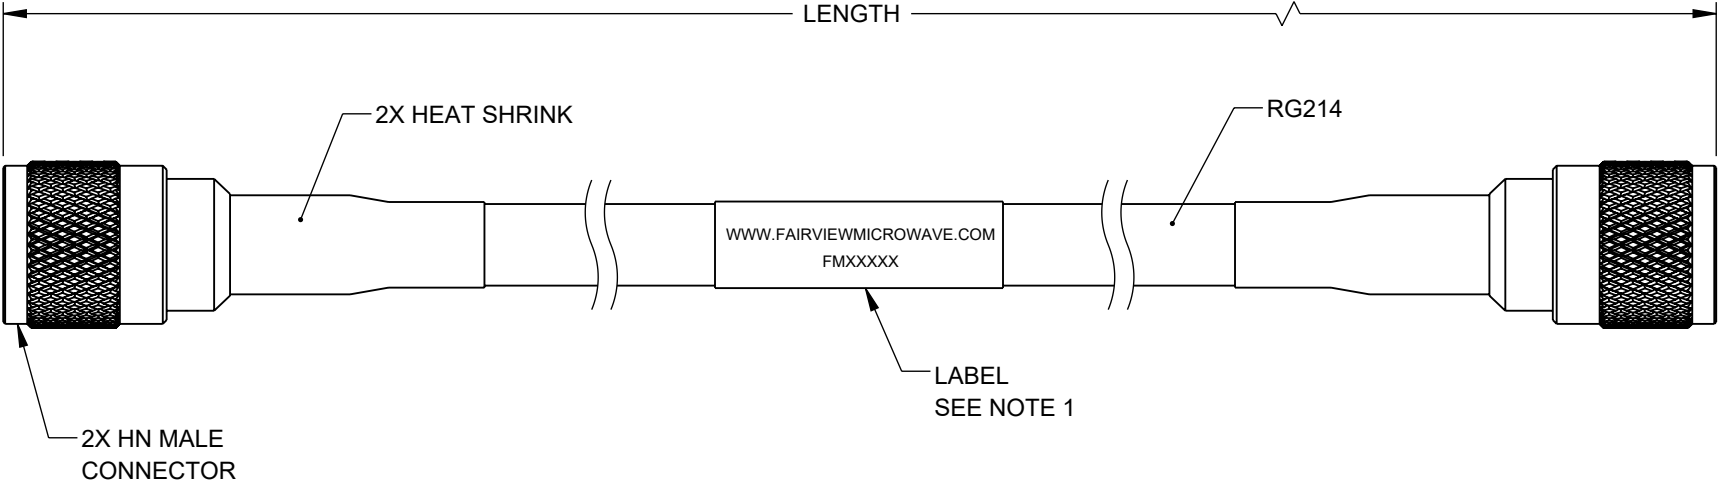 LENGTH
2X HEAT SHRINK
RG214
WWW.FAIRVIEWMICROWAVE.COM
FMXXXXX
LABEL
SEE NOTE 1
2X HN MALE
CONNECTOR